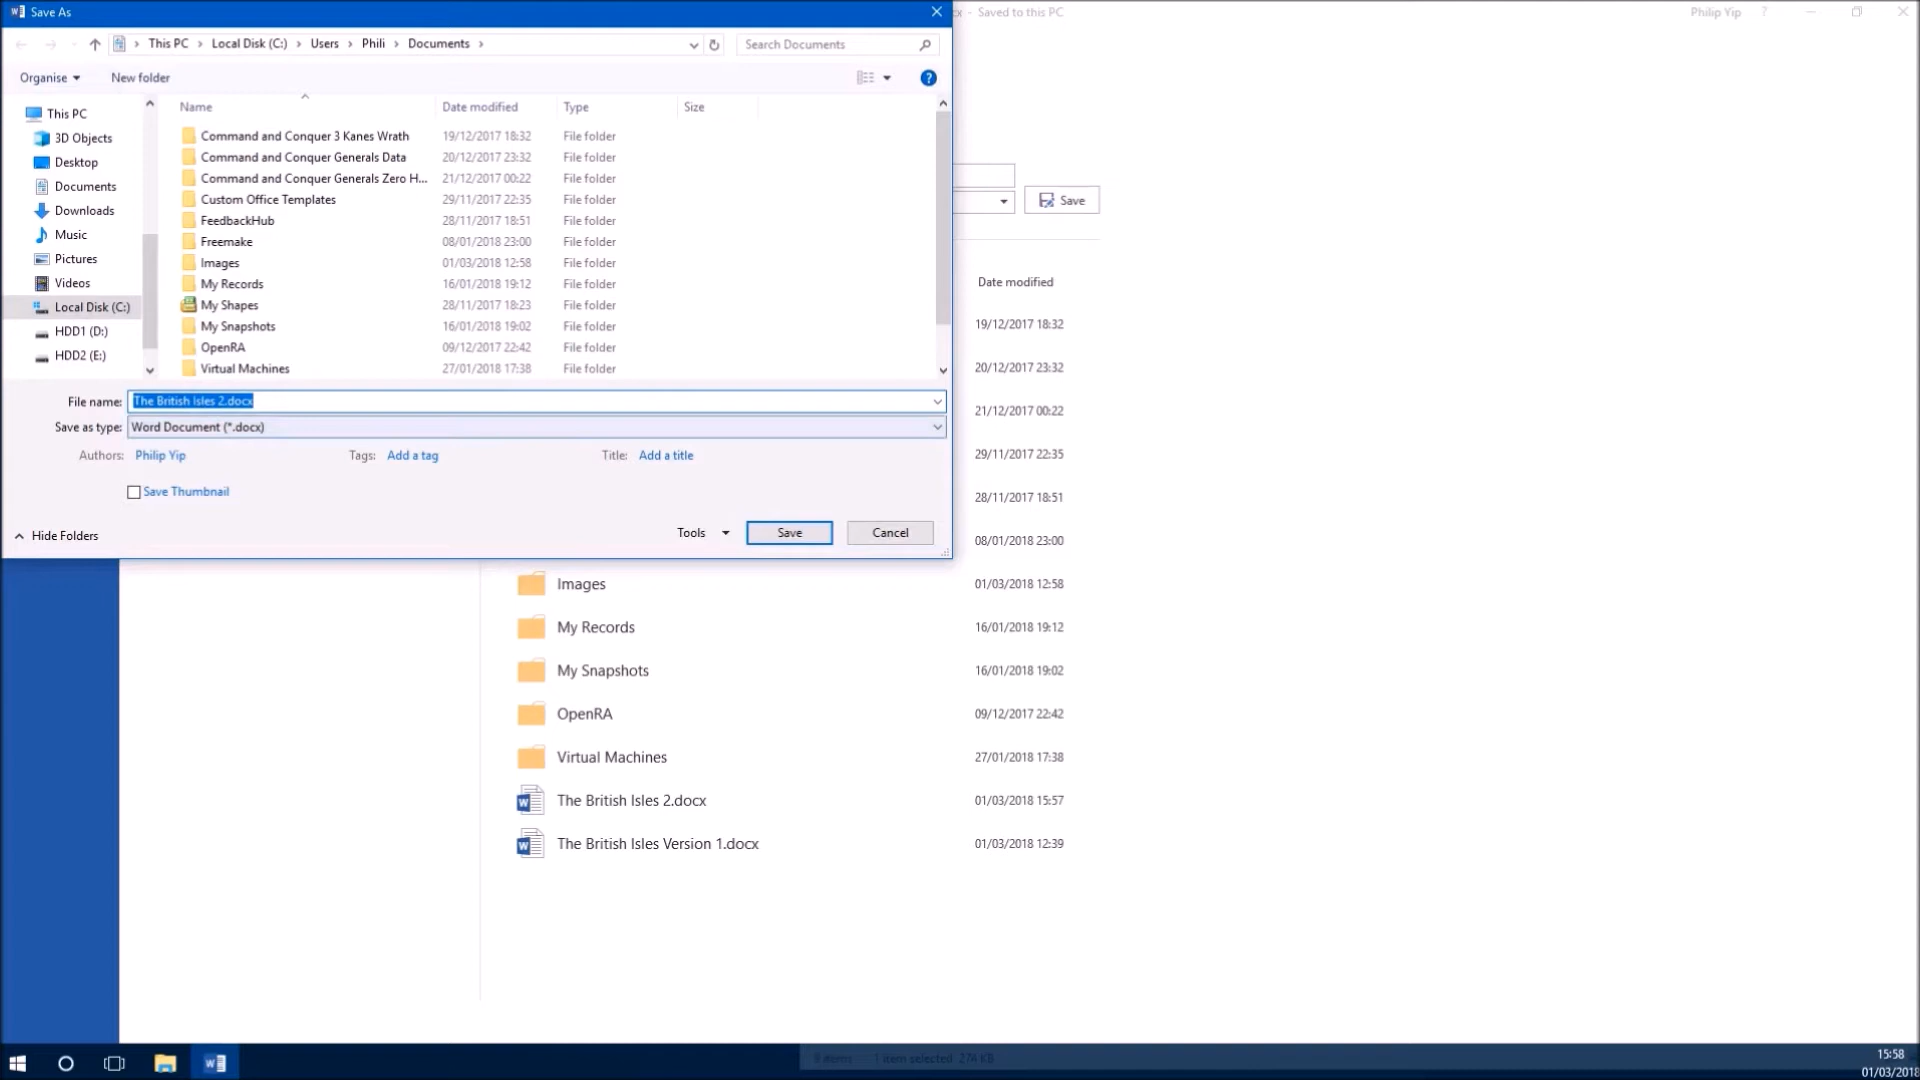 Save As
cx - Saved to this PC
Philip Yip
?
This PC > Local Disk (C:) > Users > Phili > Documents >
Search Documents
Organise
New folder
?
Name
Date modified
Type
Size
This PC
3D Objects
Desktop
Documents
Downloads
Music
Pictures
Videos
Local Disk (C:)
HDD1 (D:)
HDD2 (E:)
Command and Conquer 3 Kanes Wrath 19/12/2017 18:32 File folder
Command and Conquer Generals Data 20/12/2017 23:32 File folder
Command and Conquer Generals Zero H... 21/12/2017 00:22 File folder
Custom Office Templates 29/11/2017 22:35 File folder
FeedbackHub 28/11/2017 18:51 File folder
Freemake 08/01/2018 23:00 File folder
Images 01/03/2018 12:58 File folder
My Records 16/01/2018 19:12 File folder
My Shapes 28/11/2017 18:23 File folder
My Snapshots 16/01/2018 19:02 File folder
OpenRA 09/12/2017 22:42 File folder
Virtual Machines 27/01/2018 17:38 File folder
File name: The British Isles 2.docx
Save as type: Word Document (*.docx)
Authors: Philip Yip
Tags: Add a tag
Title: Add a title
Save Thumbnail
Hide Folders
Tools
Save
Cancel
Save
Date modified
19/12/2017 18:32
20/12/2017 23:32
21/12/2017 00:22
29/11/2017 22:35
28/11/2017 18:51
08/01/2018 23:00
Images 01/03/2018 12:58
My Records 16/01/2018 19:12
My Snapshots 16/01/2018 19:02
OpenRA 09/12/2017 22:42
Virtual Machines 27/01/2018 17:38
The British Isles 2.docx 01/03/2018 15:57
The British Isles Version 1.docx 01/03/2018 12:39
9 items 1 item selected 274 KB
15:58
01/03/2018